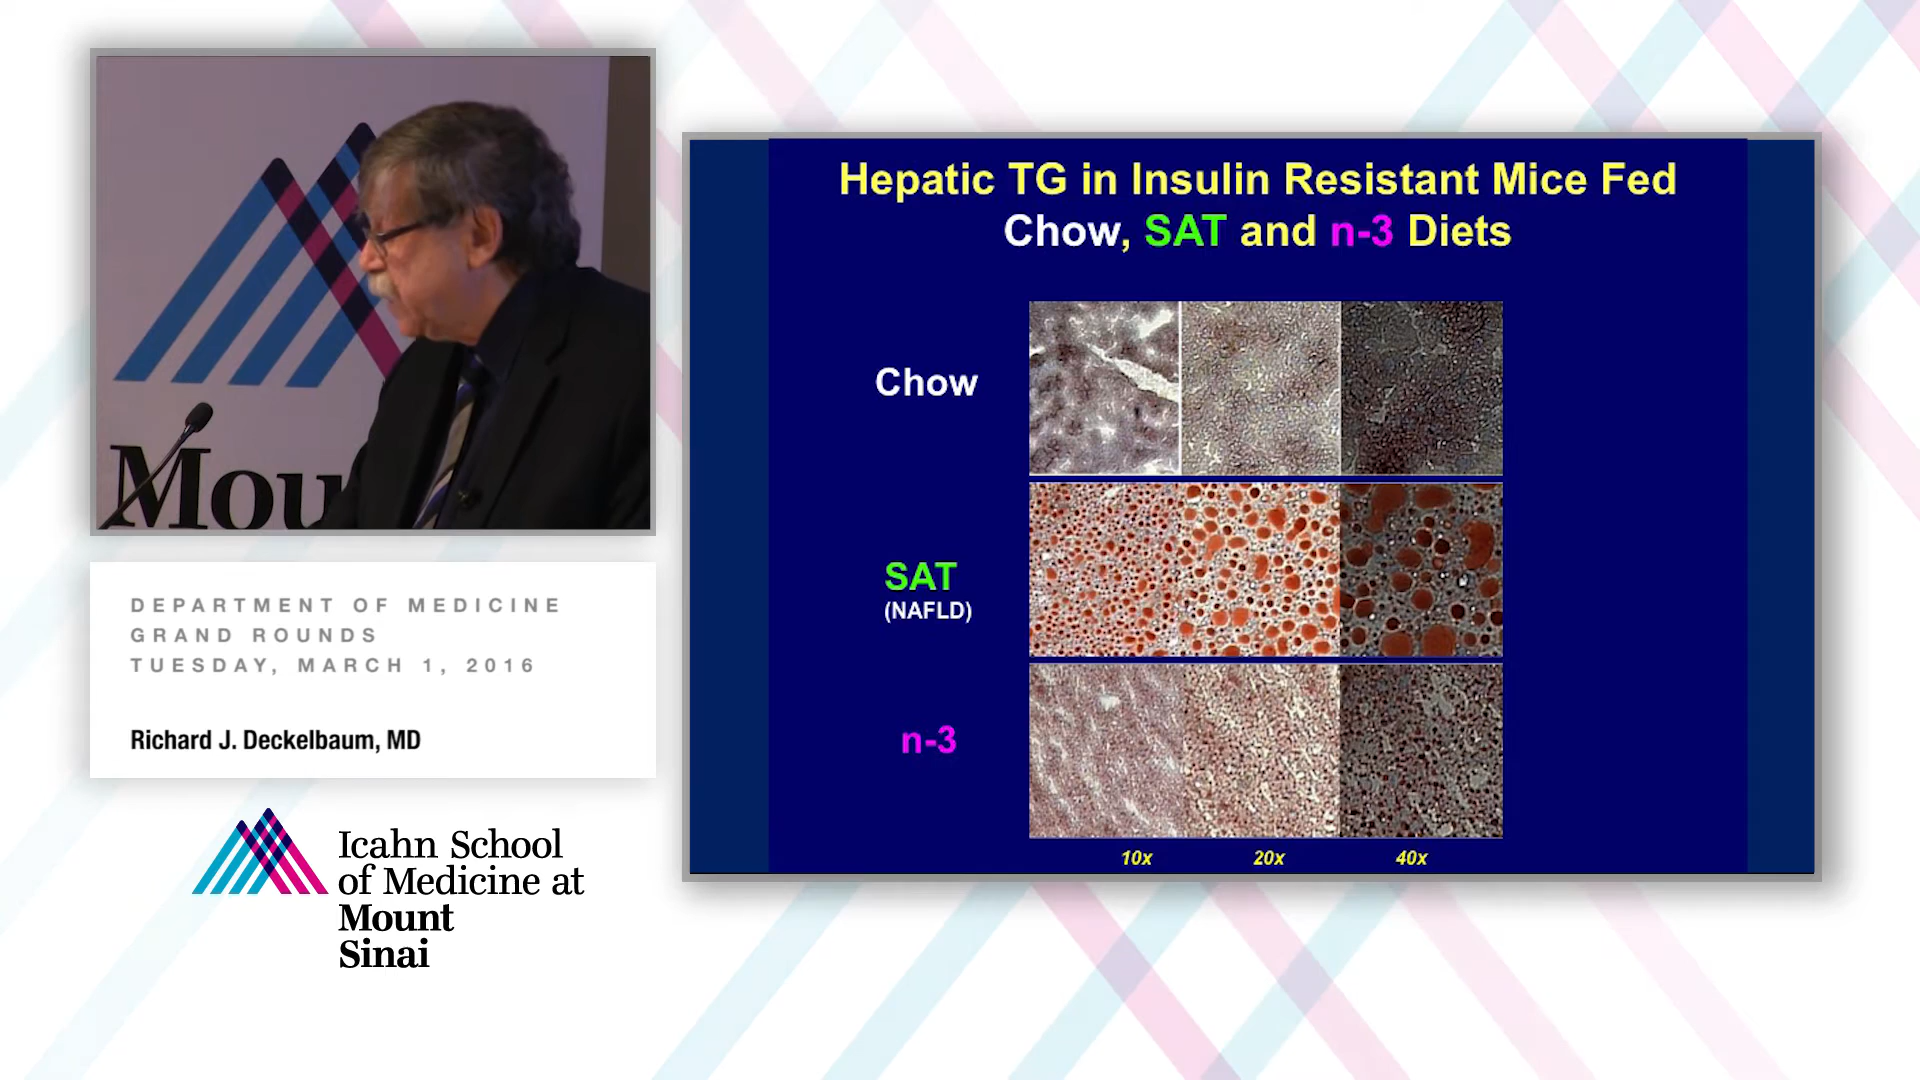 Mou
DEPARTMENT OF MEDICINE
GRAND ROUNDS
TUESDAY, MARCH 1, 2016
Richard J. Deckelbaum, MD
Icahn School
of Medicine at
Mount
Sinai
Hepatic TG in Insulin Resistant Mice Fed
Chow, SAT and n-3 Diets
Chow
SAT
(NAFLD)
n-3
10x 20x 40x